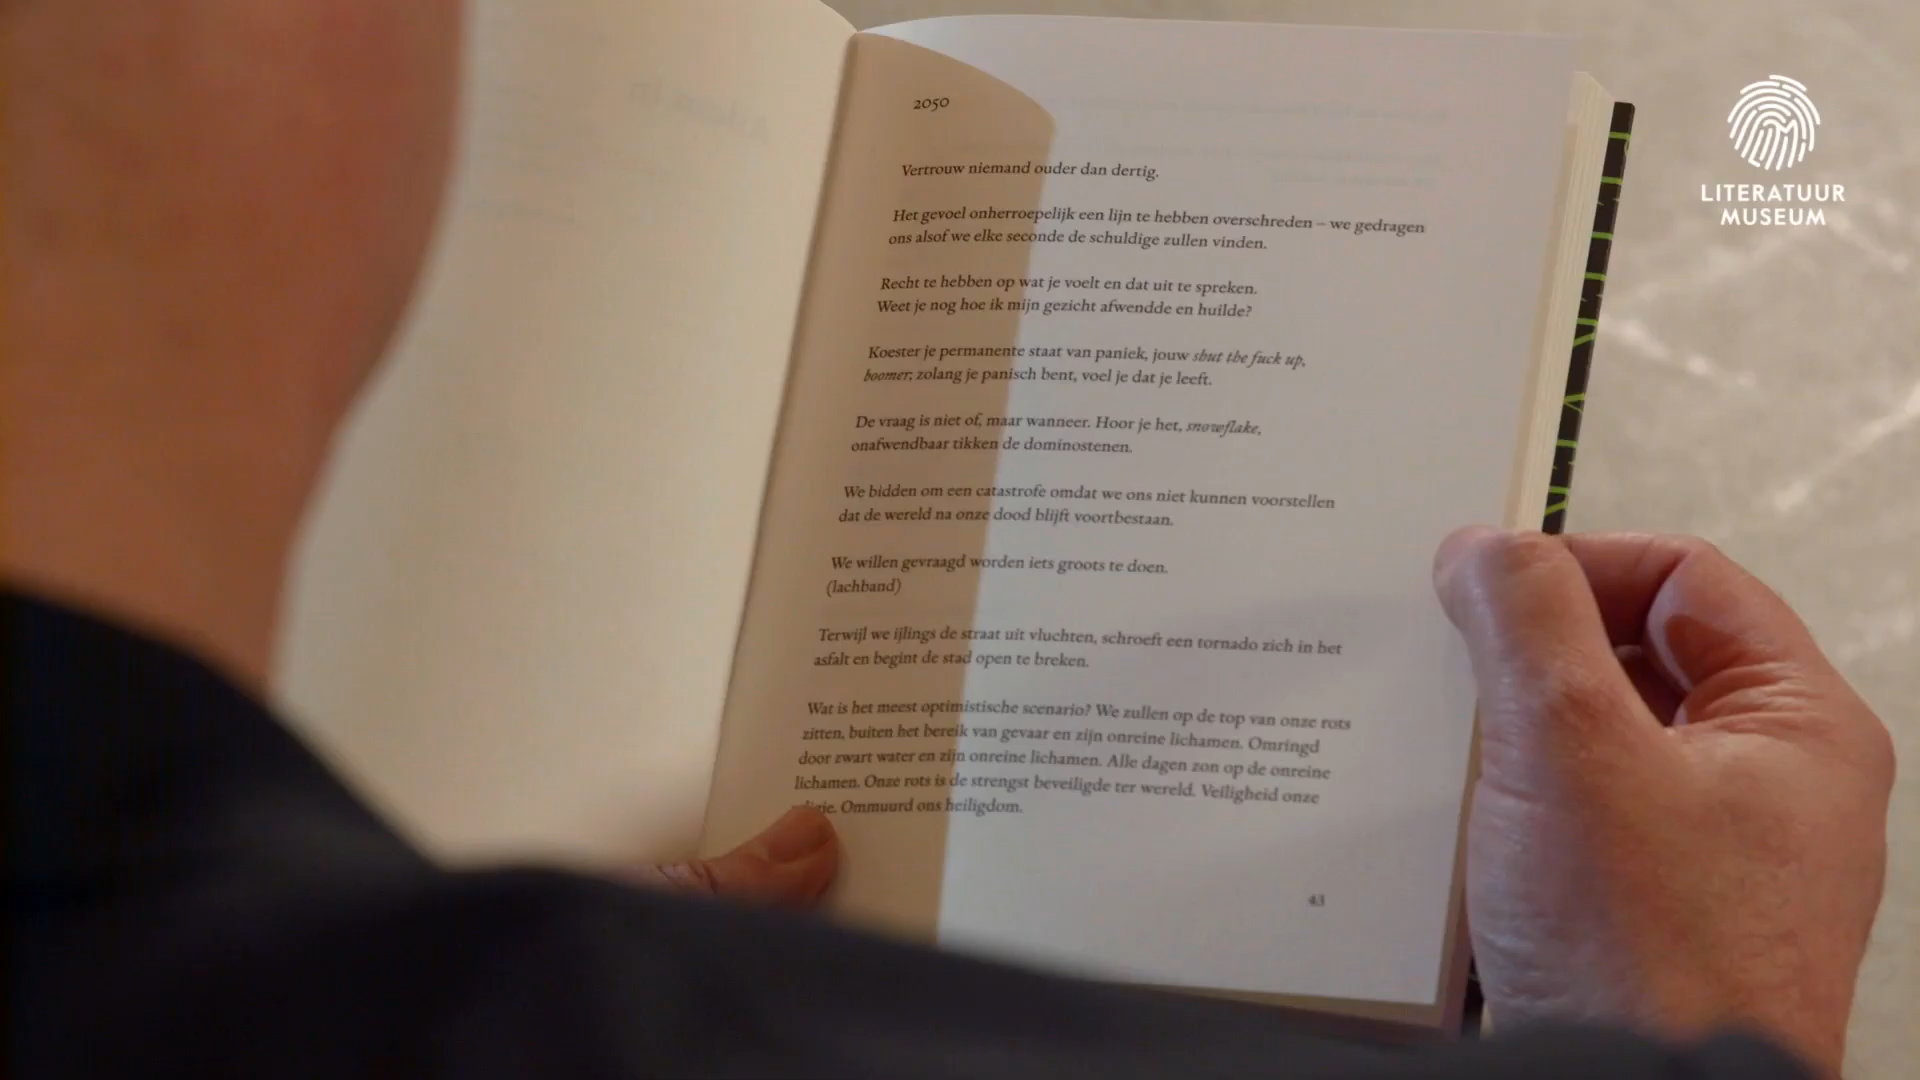 2050
Vertrouw niemand ouder dan dertig.
Het gevoel onherroepelijk een lijn te hebben overschreden – we gedragen
ons alsof we elke seconde de schuldige zullen vinden.
Recht te hebben op wat je voelt en dat uit te spreken.
Weet je nog hoe ik mijn gezicht afwendde en huilde?
Koester je permanente staat van paniek, jouw shut the fuck up,
boomer; zolang je panisch bent, voel je dat je leeft.
De vraag is niet of, maar wanneer. Hoor je het, snowflake,
onafwendbaar tikken de dominostenen.
We bidden om een catastrofe omdat we ons niet kunnen voorstellen
dat de wereld na onze dood blijft voortbestaan.
We willen gevraagd worden iets groots te doen.
(lachband)
Terwijl we ijlings de straat uit vluchten, schroeft een tornado zich in het
asfalt en begint de stad open te breken.
Wat is het meest optimistische scenario? We zullen op de top van onze rots
zitten, buiten het bereik van gevaar en zijn onreine lichamen. Omringd
door zwart water en zijn onreine lichamen. Alle dagen zon op de onreine
lichamen. Onze rots is de strengst beveiligde ter wereld. Veiligheid onze
Ommuurd ons heiligdom.
43
LITERATUUR
MUSEUM